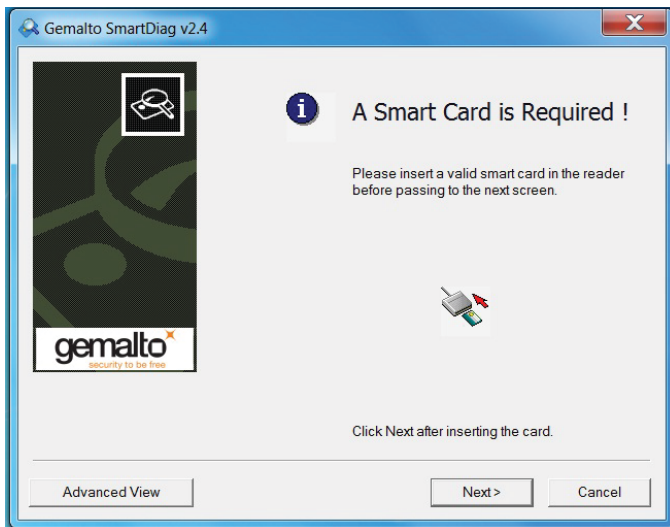 Gemalto SmartDiag v2.4
A Smart Card is Required !
Please insert a valid smart card in the reader
before passing to the next screen.
gemalto
security to be free
Click Next after inserting the card.
Advanced View
Next>
Cancel